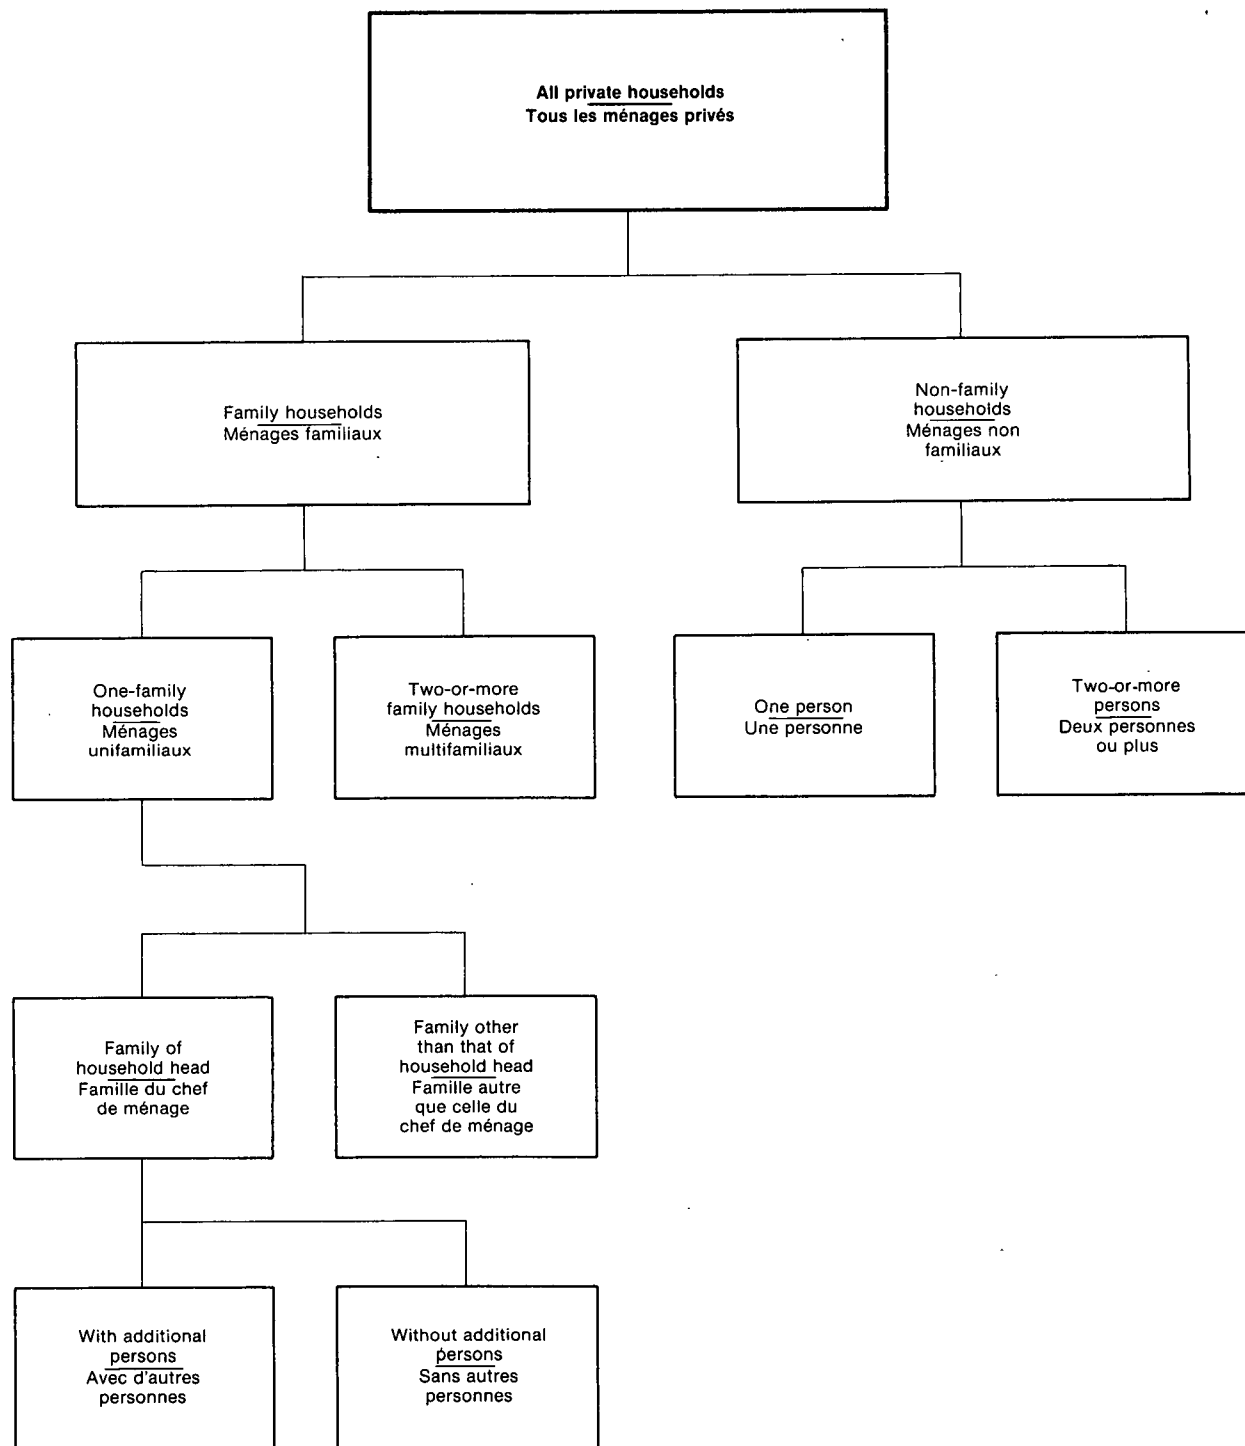 All private households
Tous les ménages privés
Family households
Ménages familiaux
Non-family
households
Ménages non
familiaux
One-family
households
Ménages
unifamiliaux
Two-or-more
family households
Ménages
multifamiliaux
One person
Une personne
Two-or-more
persons
Deux personnes
ou plus
Family of
household head
Famille du chef
de ménage
Family other
than that of
household head
Famille autre
que celle du
chef de ménage
With additional
persons
Avec d'autres
personnes
Without additional
persons
Sans autres
personnes